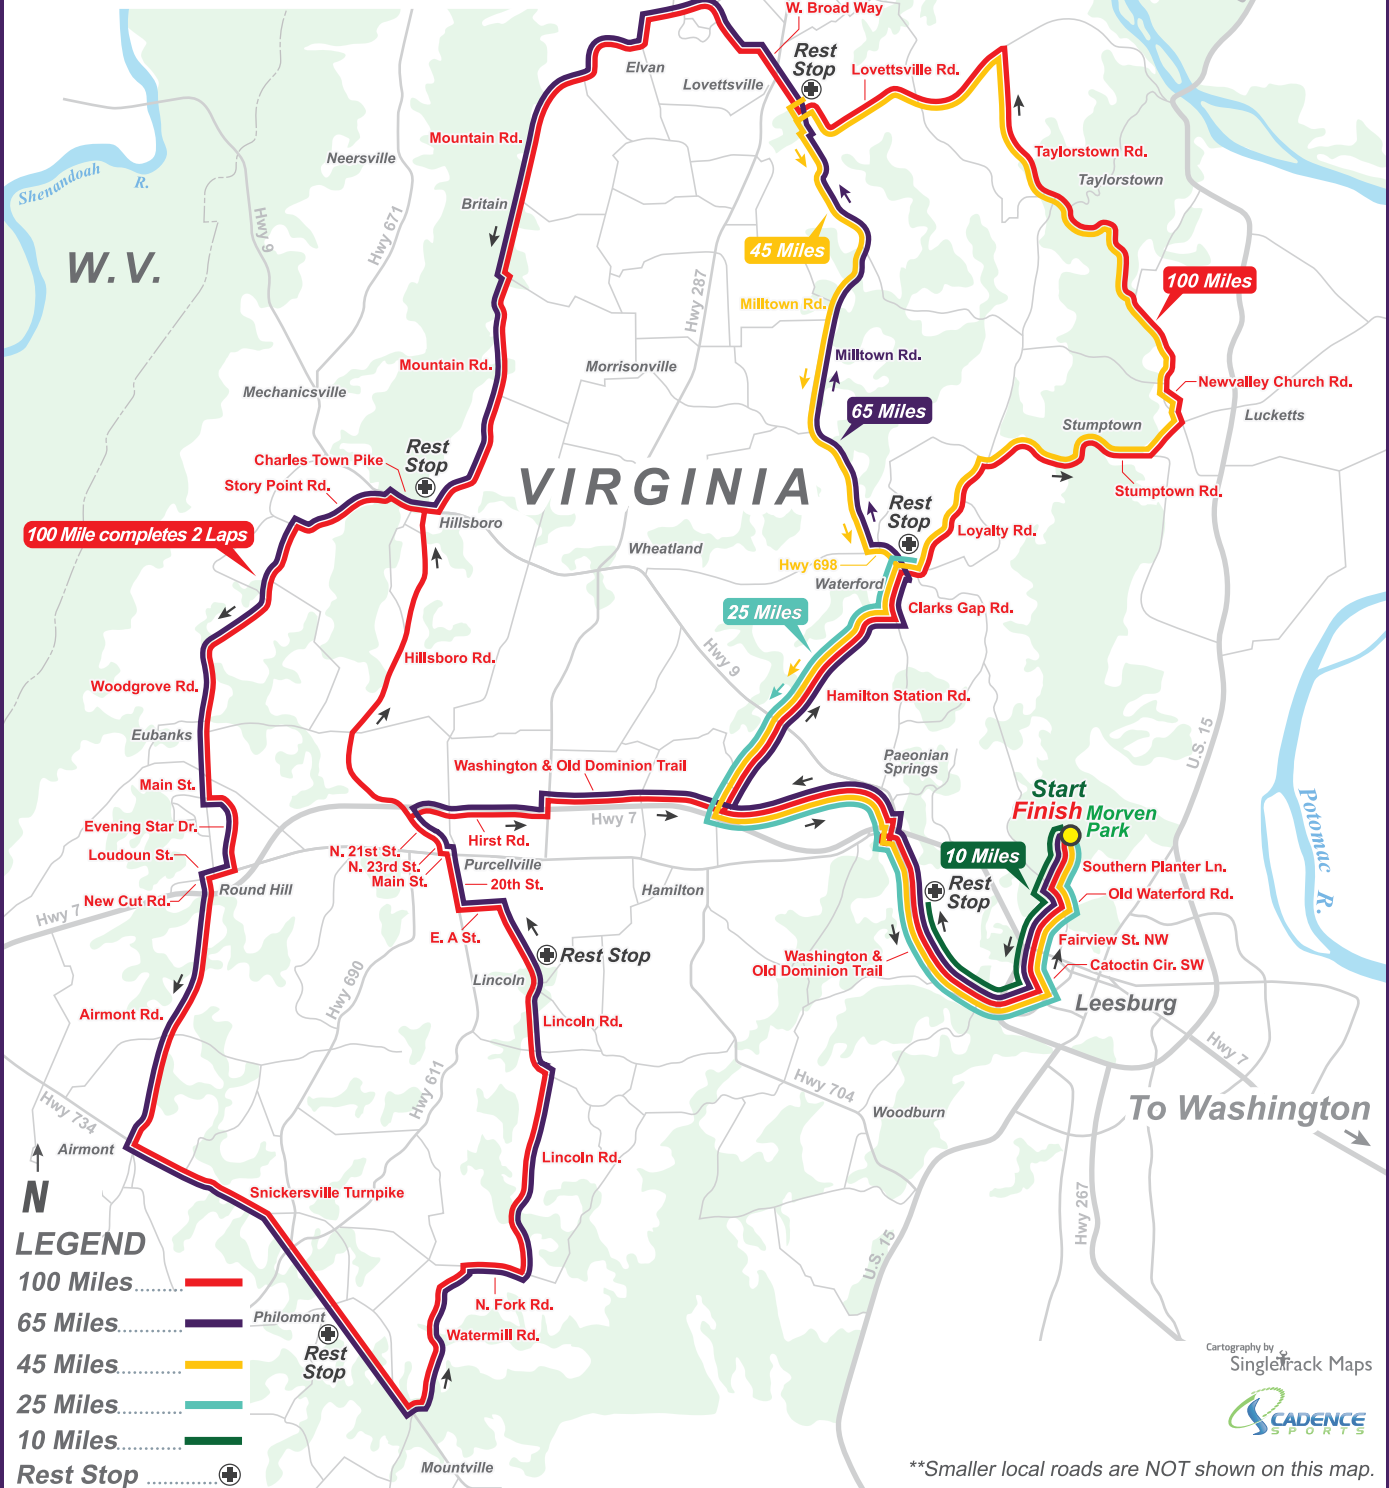 W. Broad Way
Rest
Stop
Lovettsville Rd.
Elvan
Lovettsville
Mountain Rd.
Neersville
Taylorstown Rd.
Taylorstown
Shenandoah
R.
Britain
Hwy 9
Hwy 671
W.V.
45 Miles
100 Miles
Hwy 287
Milltown Rd.
Milltown Rd.
Mountain Rd.
Morrisonville
Mechanicsville
Newvalley Church Rd.
65 Miles
Lucketts
Stumptown
Rest
Stop
Charles Town Pike
Story Point Rd.
VIRGINIA
Stumptown Rd.
Rest
Stop
Hillsboro
Loyalty Rd.
100 Mile completes 2 Laps
Wheatland
Hwy 698
Waterford
Clarks Gap Rd.
25 Miles
Hwy 9
Hillsboro Rd.
Woodgrove Rd.
Hamilton Station Rd.
Eubanks
U.S. 15
Paeonian
Springs
Washington & Old Dominion Trail
Main St.
Start
Finish
Morven
Park
Potomac R.
Evening Star Dr.
Hwy 7
Hirst Rd.
Loudoun St.
N. 21st St.
N. 23rd St.
Main St.
Purcellville
10 Miles
Southern Planter Ln.
Round Hill
20th St.
Hamilton
Rest
Stop
Old Waterford Rd.
New Cut Rd.
Hwy 7
E. A St.
Fairview St. NW
Rest Stop
Washington &
Old Dominion Trail
Catoctin Cir. SW
Lincoln
Hwy 690
Leesburg
Airmont Rd.
Lincoln Rd.
Hwy 7
Hwy 611
Hwy 704
Hwy 734
Woodburn
To Washington
Airmont
Lincoln Rd.
N
Snickersville Turnpike
Hwy 267
U.S. 15
LEGEND
100 Miles..........
65 Miles.............
45 Miles.............
25 Miles.............
10 Miles.............
Rest Stop .............
N. Fork Rd.
Philomont
Watermill Rd.
Rest
Stop
Mountville
Cartography by
SingleTrack Maps
CADENCE
SPORTS
**Smaller local roads are NOT shown on this map.